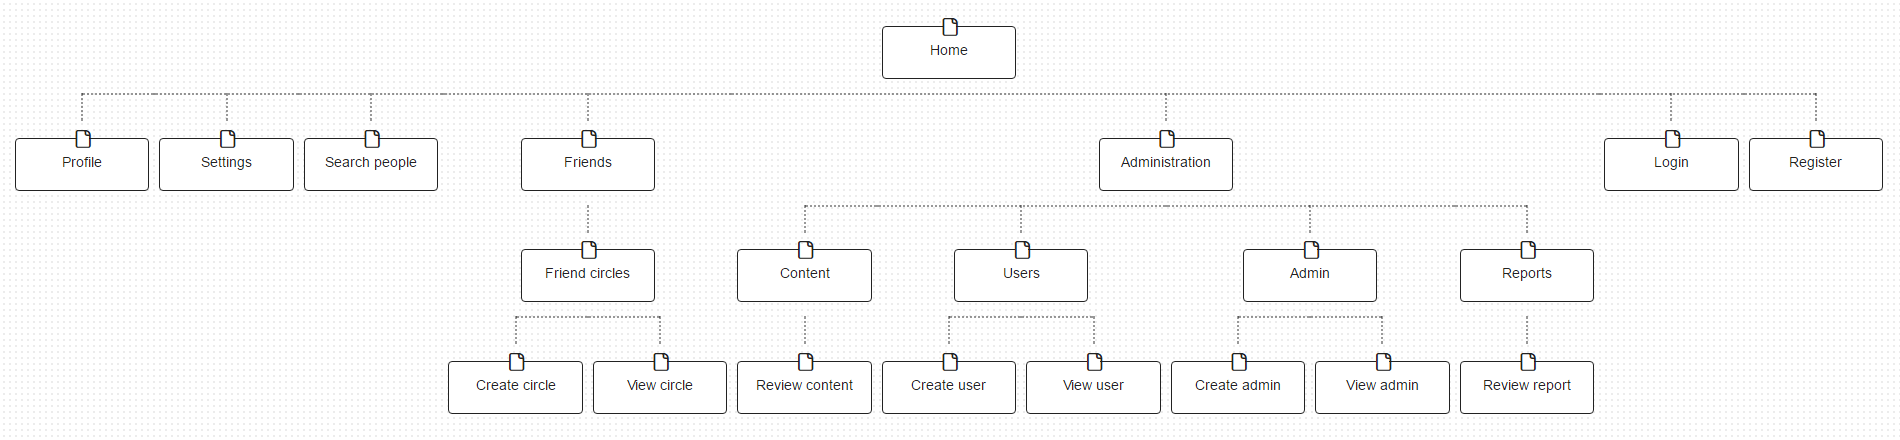 Home
Profile
Settings
Search people
Friends
Administration
Login
Register
Friend circles
Content
Users
Admin
Reports
Create circle
View circle
Review content
Create user
View user
Create admin
View admin
Review report